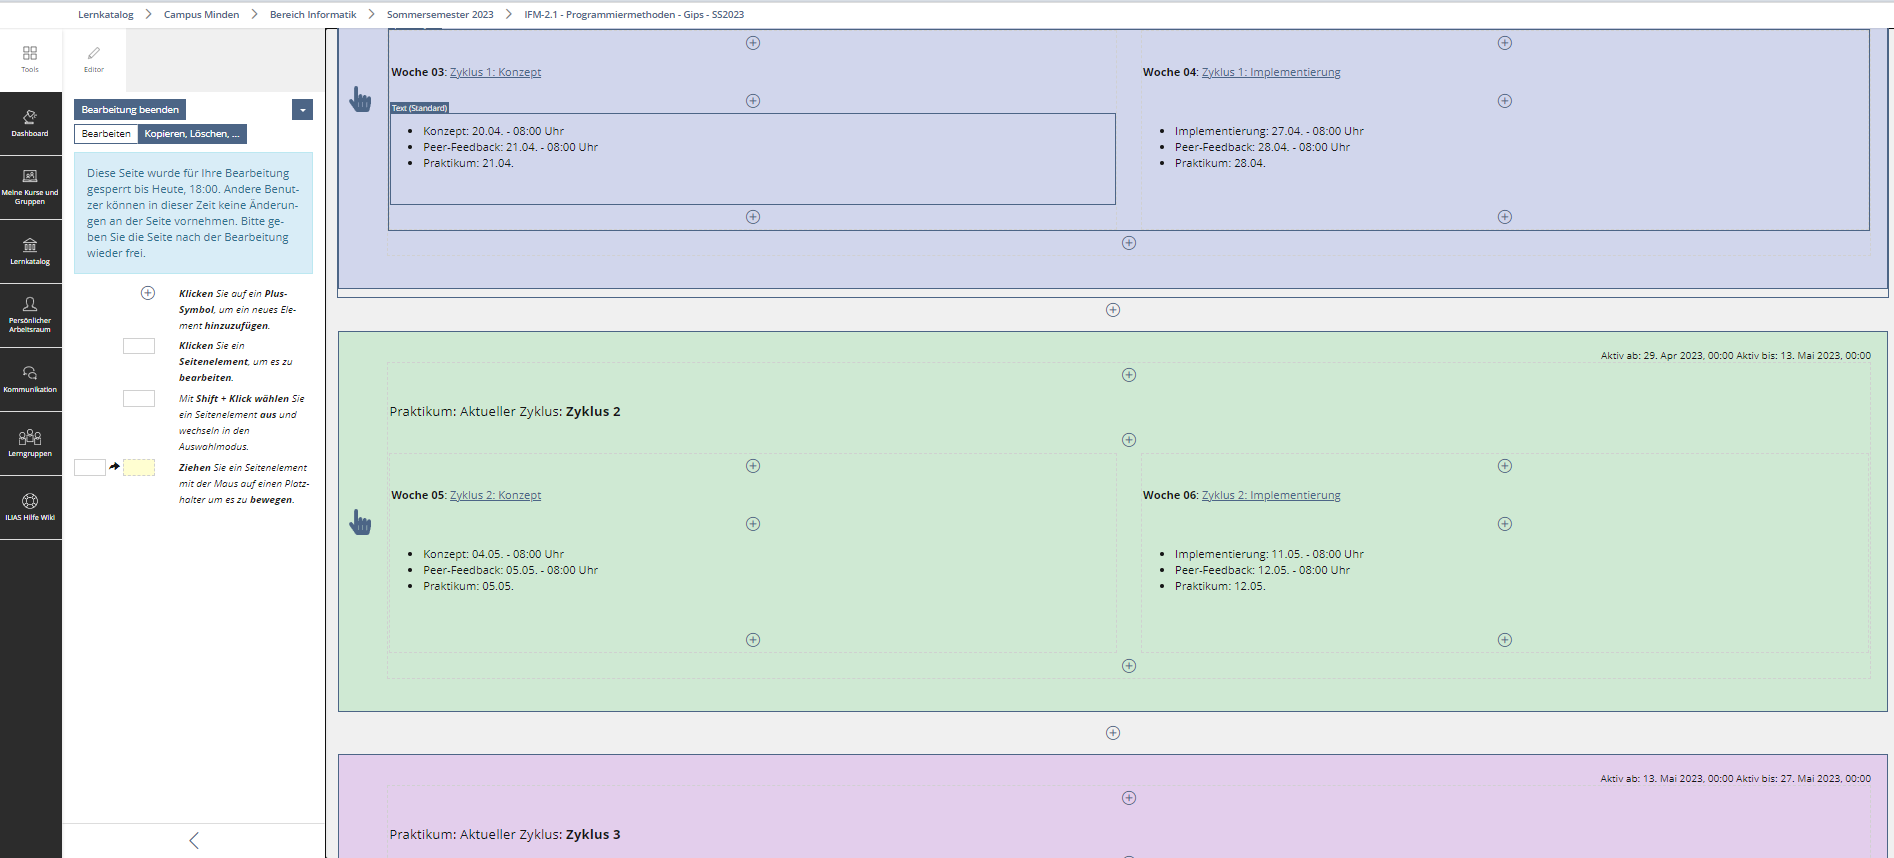 Lernkatalog > Campus Minden > Bereich Informatik > Sommersemester 2023 > IFM-2.1 - Programmiermethoden - Gips - SS2023
Tools
Editor
Dashboard
Meine Kurse und
Gruppen
Lernkatalog
Persönlicher
Arbeitsraum
Kommunikation
Lerngruppen
ILIAS Hilfe Wiki
Bearbeitung beenden
Bearbeiten
Kopieren, Löschen, ...
Diese Seite wurde für Ihre Bearbeitung
gesperrt bis Heute, 18:00. Andere Benut-
zer können in dieser Zeit keine Änderun-
gen an der Seite vornehmen. Bitte ge-
ben Sie die Seite nach der Bearbeitung
wieder frei.
Klicken Sie auf ein Plus-
Symbol, um ein neues Ele-
ment hinzuzufügen.
Klicken Sie ein
Seitenelement, um es zu
bearbeiten.
Mit Shift + Klick wählen Sie
ein Seitenelement aus und
wechseln in den
Auswahlmodus.
Ziehen Sie ein Seitenelement
mit der Maus auf einen Platz-
halter um es zu bewegen.
Woche 03: Zyklus 1: Konzept
Text (Standard)
• Konzept: 20.04. - 08:00 Uhr
• Peer-Feedback: 21.04. - 08:00 Uhr
• Praktikum: 21.04.
Woche 04: Zyklus 1: Implementierung
• Implementierung: 27.04. - 08:00 Uhr
• Peer-Feedback: 28.04. - 08:00 Uhr
• Praktikum: 28.04.
Aktiv ab: 29. Apr 2023, 00:00 Aktiv bis: 13. Mai 2023, 00:00
Praktikum: Aktueller Zyklus: Zyklus 2
Woche 05: Zyklus 2: Konzept
• Konzept: 04.05. - 08:00 Uhr
• Peer-Feedback: 05.05. - 08:00 Uhr
• Praktikum: 05.05.
Woche 06: Zyklus 2: Implementierung
• Implementierung: 11.05. - 08:00 Uhr
• Peer-Feedback: 12.05. - 08:00 Uhr
• Praktikum: 12.05.
Aktiv ab: 13. Mai 2023, 00:00 Aktiv bis: 27. Mai 2023, 00:00
Praktikum: Aktueller Zyklus: Zyklus 3